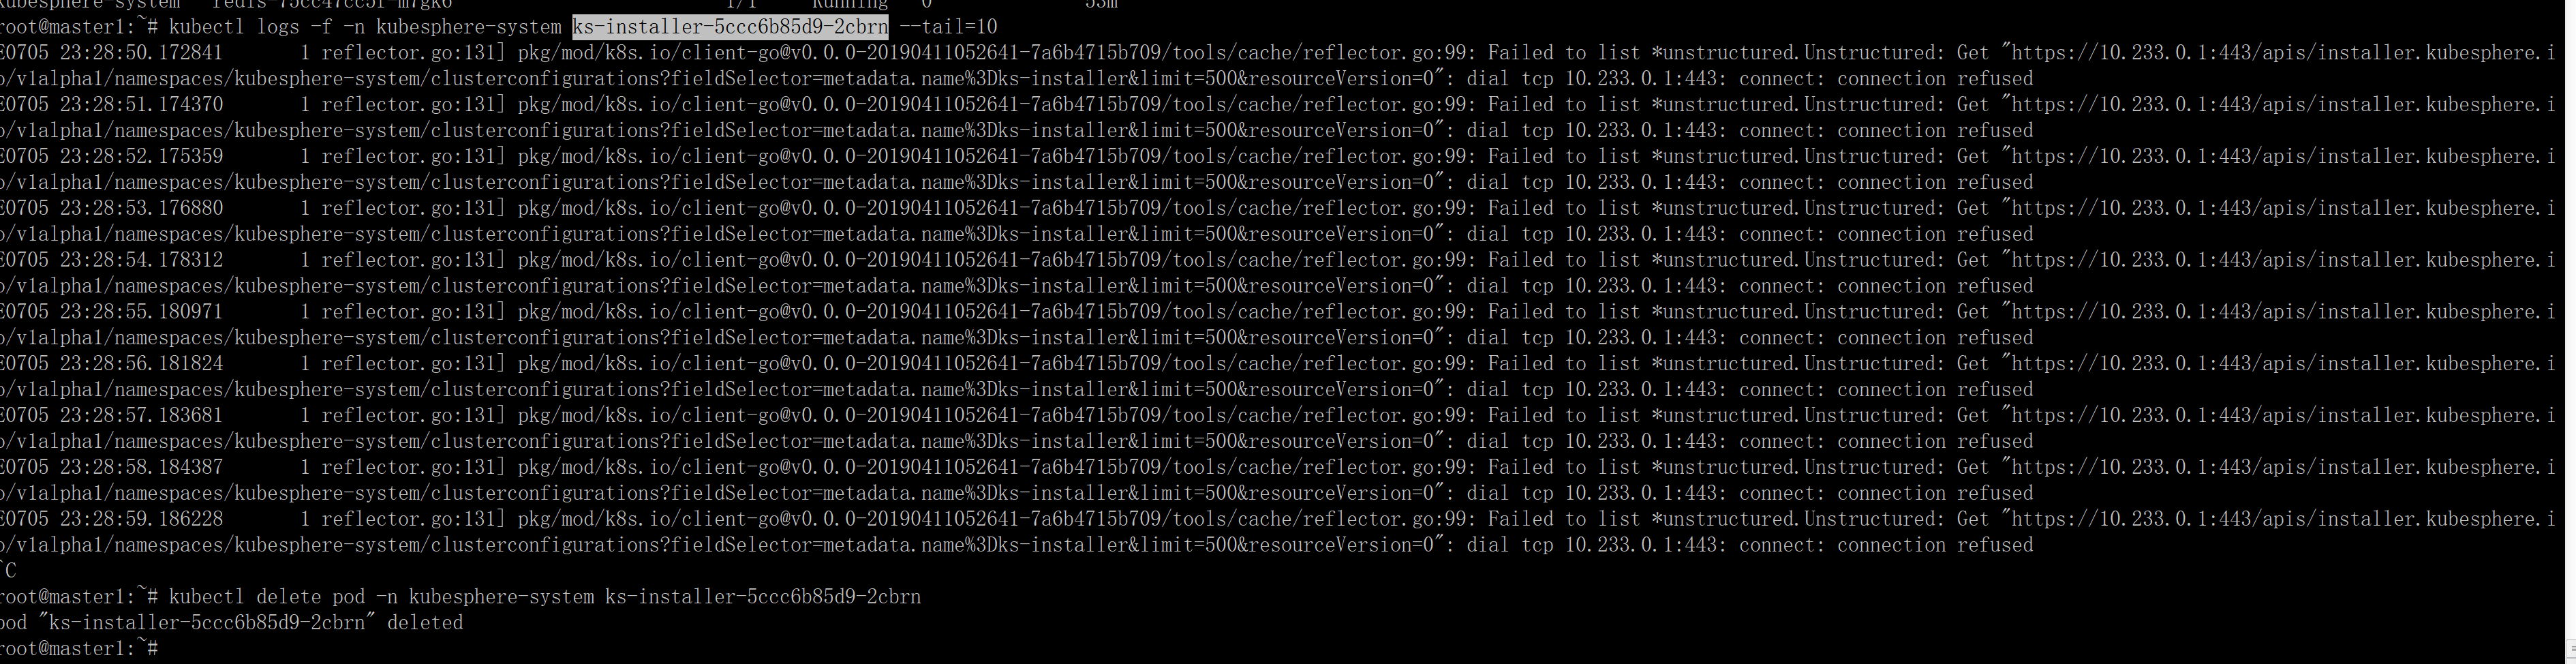 kubesphere-system   redis-75cc47cc5f-m7gk6   1/1   Running   0   53m
root@master1:~# kubectl logs -f -n kubesphere-system ks-installer-5ccc6b85d9-2cbrn --tail=10
E0705 23:28:50.172841       1 reflector.go:131] pkg/mod/k8s.io/client-go@v0.0.0-20190411052641-7a6b4715b709/tools/cache/reflector.go:99: Failed to list *unstructured.Unstructured: Get "https://10.233.0.1:443/apis/installer.kubesphere.i
o/v1alpha1/namespaces/kubesphere-system/clusterconfigurations?fieldSelector=metadata.name%3Dks-installer&limit=500&resourceVersion=0": dial tcp 10.233.0.1:443: connect: connection refused
E0705 23:28:51.174370       1 reflector.go:131] pkg/mod/k8s.io/client-go@v0.0.0-20190411052641-7a6b4715b709/tools/cache/reflector.go:99: Failed to list *unstructured.Unstructured: Get "https://10.233.0.1:443/apis/installer.kubesphere.i
o/v1alpha1/namespaces/kubesphere-system/clusterconfigurations?fieldSelector=metadata.name%3Dks-installer&limit=500&resourceVersion=0": dial tcp 10.233.0.1:443: connect: connection refused
E0705 23:28:52.175359       1 reflector.go:131] pkg/mod/k8s.io/client-go@v0.0.0-20190411052641-7a6b4715b709/tools/cache/reflector.go:99: Failed to list *unstructured.Unstructured: Get "https://10.233.0.1:443/apis/installer.kubesphere.i
o/v1alpha1/namespaces/kubesphere-system/clusterconfigurations?fieldSelector=metadata.name%3Dks-installer&limit=500&resourceVersion=0": dial tcp 10.233.0.1:443: connect: connection refused
E0705 23:28:53.176880       1 reflector.go:131] pkg/mod/k8s.io/client-go@v0.0.0-20190411052641-7a6b4715b709/tools/cache/reflector.go:99: Failed to list *unstructured.Unstructured: Get "https://10.233.0.1:443/apis/installer.kubesphere.i
o/v1alpha1/namespaces/kubesphere-system/clusterconfigurations?fieldSelector=metadata.name%3Dks-installer&limit=500&resourceVersion=0": dial tcp 10.233.0.1:443: connect: connection refused
E0705 23:28:54.178312       1 reflector.go:131] pkg/mod/k8s.io/client-go@v0.0.0-20190411052641-7a6b4715b709/tools/cache/reflector.go:99: Failed to list *unstructured.Unstructured: Get "https://10.233.0.1:443/apis/installer.kubesphere.i
o/v1alpha1/namespaces/kubesphere-system/clusterconfigurations?fieldSelector=metadata.name%3Dks-installer&limit=500&resourceVersion=0": dial tcp 10.233.0.1:443: connect: connection refused
E0705 23:28:55.180971       1 reflector.go:131] pkg/mod/k8s.io/client-go@v0.0.0-20190411052641-7a6b4715b709/tools/cache/reflector.go:99: Failed to list *unstructured.Unstructured: Get "https://10.233.0.1:443/apis/installer.kubesphere.i
o/v1alpha1/namespaces/kubesphere-system/clusterconfigurations?fieldSelector=metadata.name%3Dks-installer&limit=500&resourceVersion=0": dial tcp 10.233.0.1:443: connect: connection refused
E0705 23:28:56.181824       1 reflector.go:131] pkg/mod/k8s.io/client-go@v0.0.0-20190411052641-7a6b4715b709/tools/cache/reflector.go:99: Failed to list *unstructured.Unstructured: Get "https://10.233.0.1:443/apis/installer.kubesphere.i
o/v1alpha1/namespaces/kubesphere-system/clusterconfigurations?fieldSelector=metadata.name%3Dks-installer&limit=500&resourceVersion=0": dial tcp 10.233.0.1:443: connect: connection refused
E0705 23:28:57.183681       1 reflector.go:131] pkg/mod/k8s.io/client-go@v0.0.0-20190411052641-7a6b4715b709/tools/cache/reflector.go:99: Failed to list *unstructured.Unstructured: Get "https://10.233.0.1:443/apis/installer.kubesphere.i
o/v1alpha1/namespaces/kubesphere-system/clusterconfigurations?fieldSelector=metadata.name%3Dks-installer&limit=500&resourceVersion=0": dial tcp 10.233.0.1:443: connect: connection refused
E0705 23:28:58.184387       1 reflector.go:131] pkg/mod/k8s.io/client-go@v0.0.0-20190411052641-7a6b4715b709/tools/cache/reflector.go:99: Failed to list *unstructured.Unstructured: Get "https://10.233.0.1:443/apis/installer.kubesphere.i
o/v1alpha1/namespaces/kubesphere-system/clusterconfigurations?fieldSelector=metadata.name%3Dks-installer&limit=500&resourceVersion=0": dial tcp 10.233.0.1:443: connect: connection refused
E0705 23:28:59.186228       1 reflector.go:131] pkg/mod/k8s.io/client-go@v0.0.0-20190411052641-7a6b4715b709/tools/cache/reflector.go:99: Failed to list *unstructured.Unstructured: Get "https://10.233.0.1:443/apis/installer.kubesphere.i
o/v1alpha1/namespaces/kubesphere-system/clusterconfigurations?fieldSelector=metadata.name%3Dks-installer&limit=500&resourceVersion=0": dial tcp 10.233.0.1:443: connect: connection refused
^C
root@master1:~# kubectl delete pod -n kubesphere-system ks-installer-5ccc6b85d9-2cbrn
pod "ks-installer-5ccc6b85d9-2cbrn" deleted
root@master1:~#